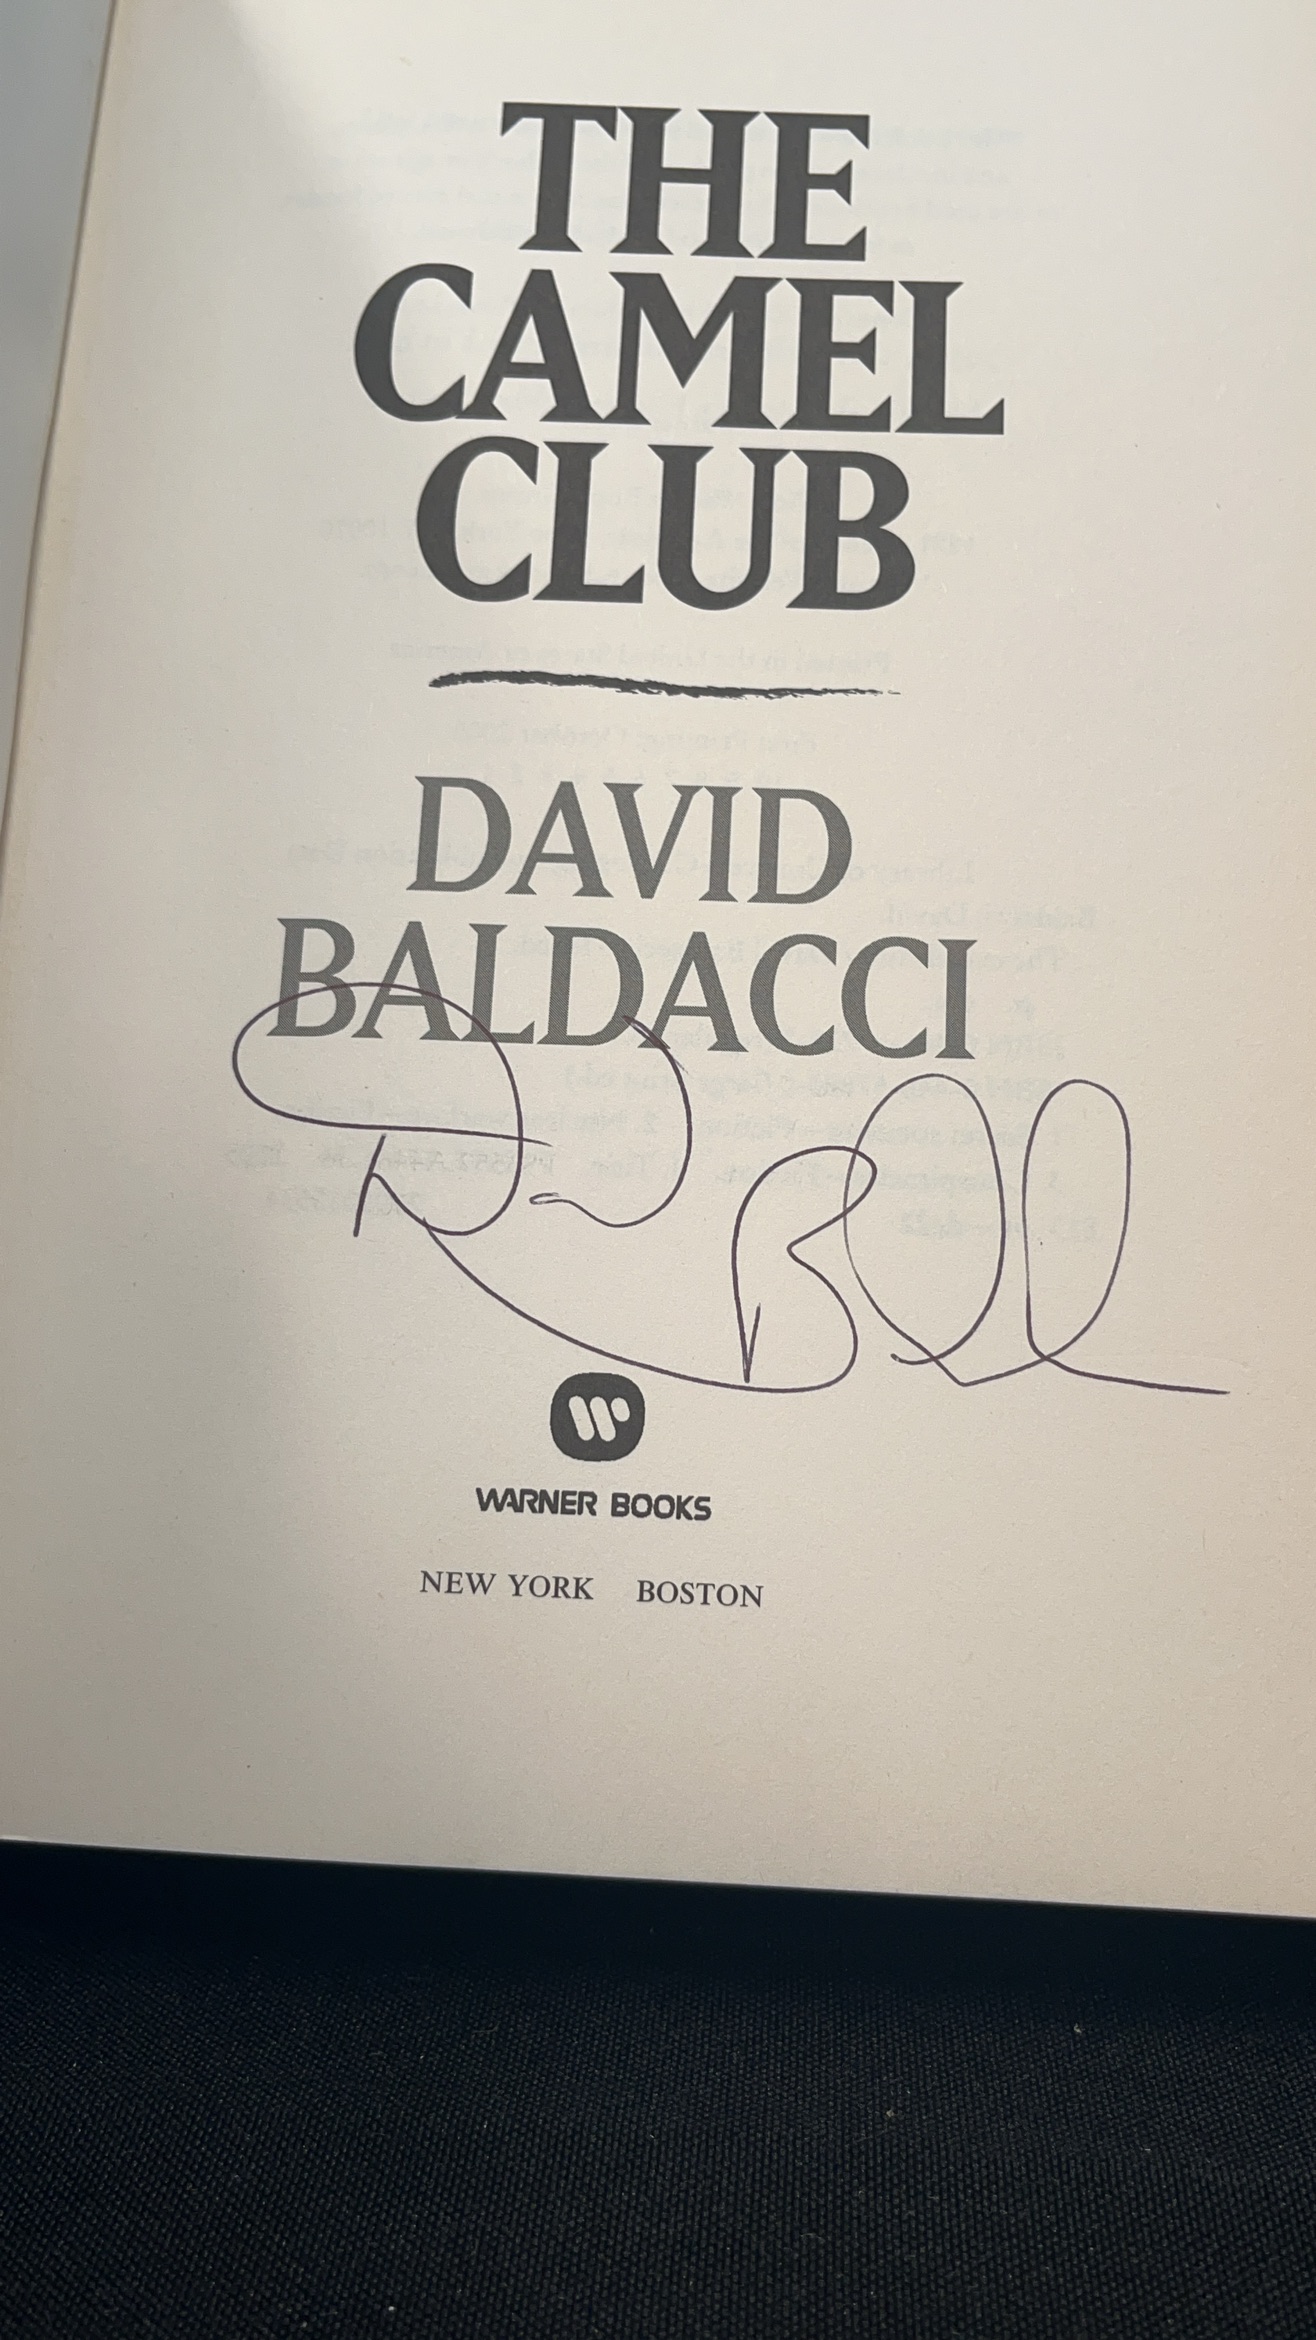 THE
CAMEL
CLUB
DAVID
BALDACCI
WARNER BOOKS
NEW YORK BOSTON